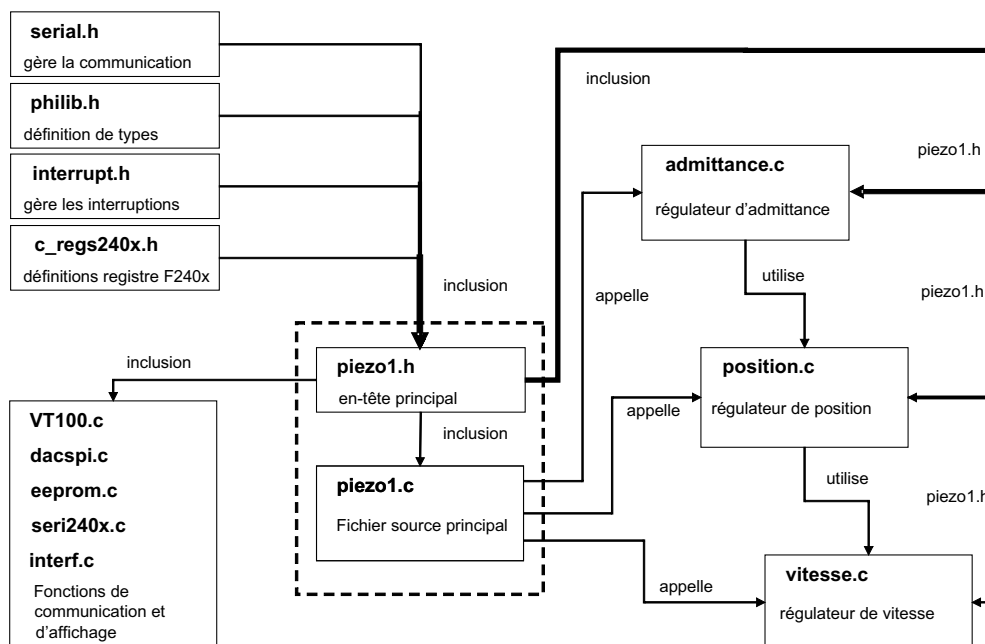 serial.h
gère la communication
philib.h
définition de types
interrupt.h
gère les interruptions
c_regs240x.h
définitions registre F240x
inclusion
inclusion
piezo1.h
en-tête principal
inclusion
piezo1.c
Fichier source principal
inclusion
VT100.c
dacspi.c
eeprom.c
seri240x.c
interf.c
Fonctions de
communication et
d'affichage
appelle
appelle
appelle
admittance.c
régulateur d'admittance
utilise
position.c
régulateur de position
utilise
vitesse.c
régulateur de vitesse
piezo1.h
piezo1.h
piezo1.h